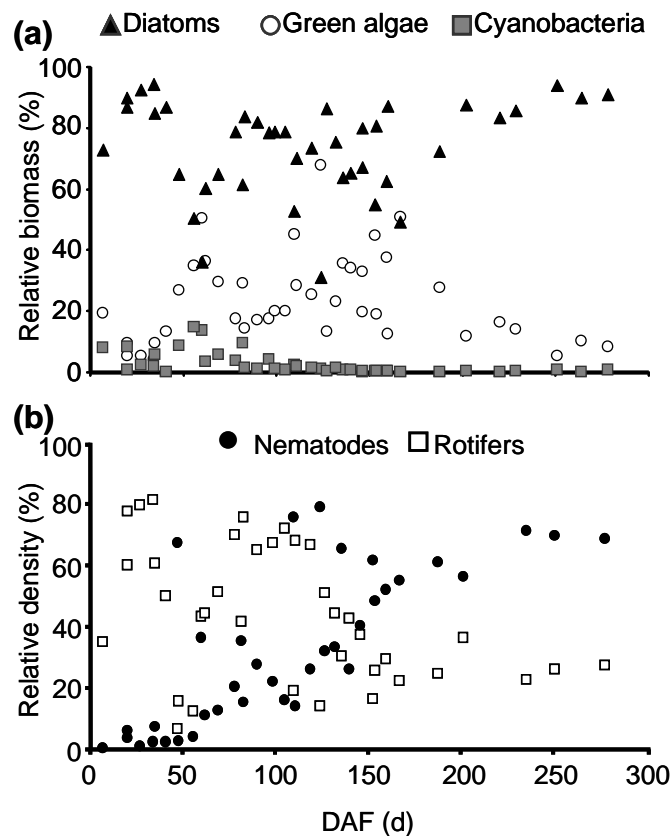 (a) Diatoms Green algae Cyanobacteria
Relative biomass (%)
100
80
60
40
20
0
(b)
Nematodes Rotifers
Relative density (%)
100
80
60
40
20
0
0 50 100 150 200 250 300
DAF (d)